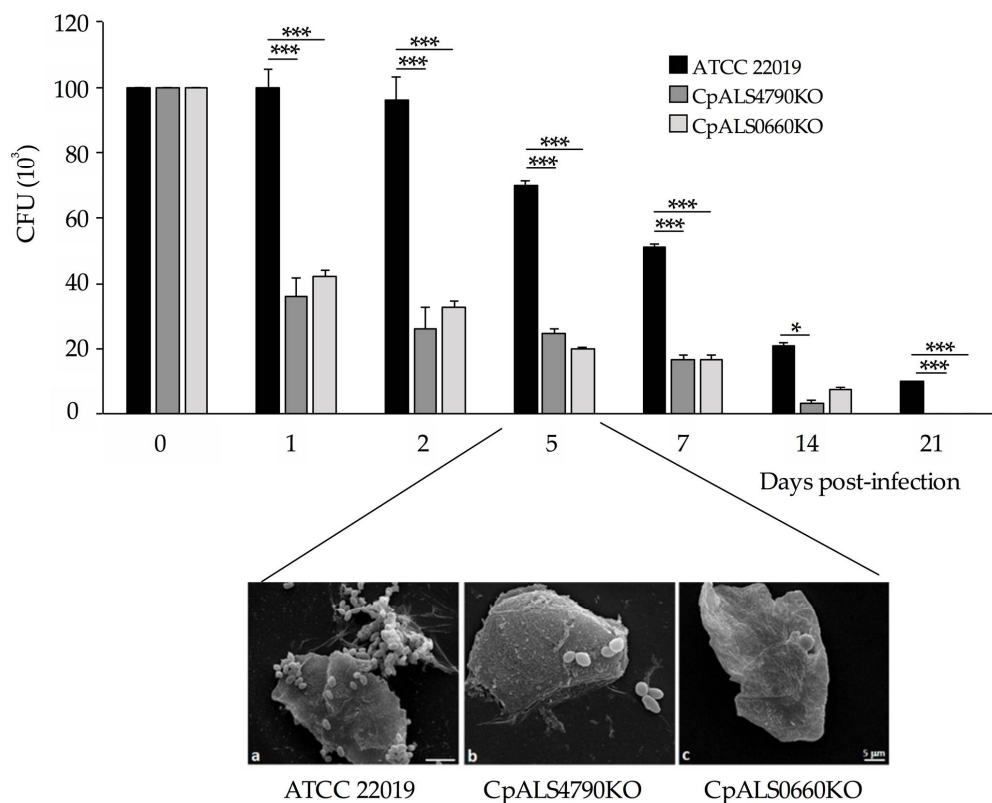 120
100
80
60
40
20
0
CFU (10³)
*** 
***
***
***
***
***
***
***
*
***
***
ATCC 22019
CpALS4790KO
CpALS0660KO
0 1 2 5 7 14 21
Days post-infection
a b c 5 µm
ATCC 22019 CpALS4790KO CpALS0660KO